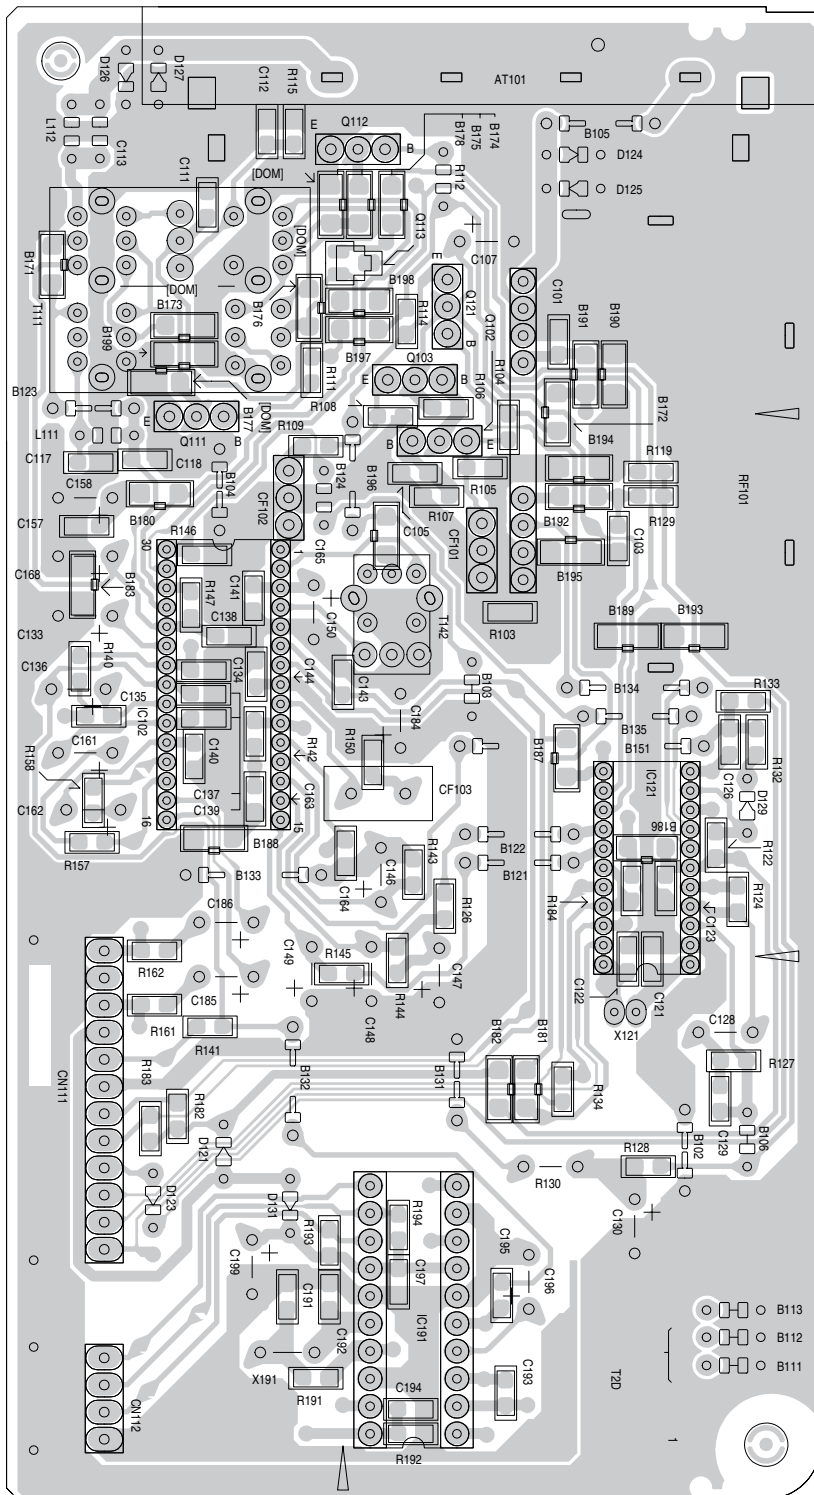 D126
D127
C112
R115
AT101
L112
C113
E
Q112
B
B178
B175
B174
B105
D124
D125
C111
[DOM]
R112
Q113
C107
B171
[DOM]
[DOM]
T111
B173
B176
B199
B198
R114
E
Q121
B
Q102
C101
B191
B190
B197
B123
R111
Q103
E
B
R106
R104
B172
R108
E
Q111
B
B177
[DOM]
L111
R109
B
E
B194
C117
C118
B104
B124
B196
R105
R119
C158
CF102
R107
RF101
C157
B180
R146
C105
CF101
B192
C103
R129
30
1
C165
B195
C168
B183
R147
C141
C138
C150
T142
R103
C133
B189
B193
C136
R140
C134
C144
C143
B103
B134
R133
C135
IC102
C184
B135
C161
R142
R150
B187
B151
R158
C140
IC121
C126
R132
C162
C137
C139
C163
CF103
D129
16
15
B186
R157
B188
B122
R122
B133
C164
C146
R143
B121
R184
R124
R126
C186
C123
C149
R145
R162
C147
C122
C121
C185
R144
C148
X121
C128
R161
R141
CN111
R183
B132
B131
B182
B181
R127
R182
R134
D121
C129
B102
B106
R128
D123
D131
R130
R193
R194
C130
C199
C195
C196
C191
C197
C192
IC191
B113
B112
B111
X191
R191
C193
T2D
CN112
C194
R192
1